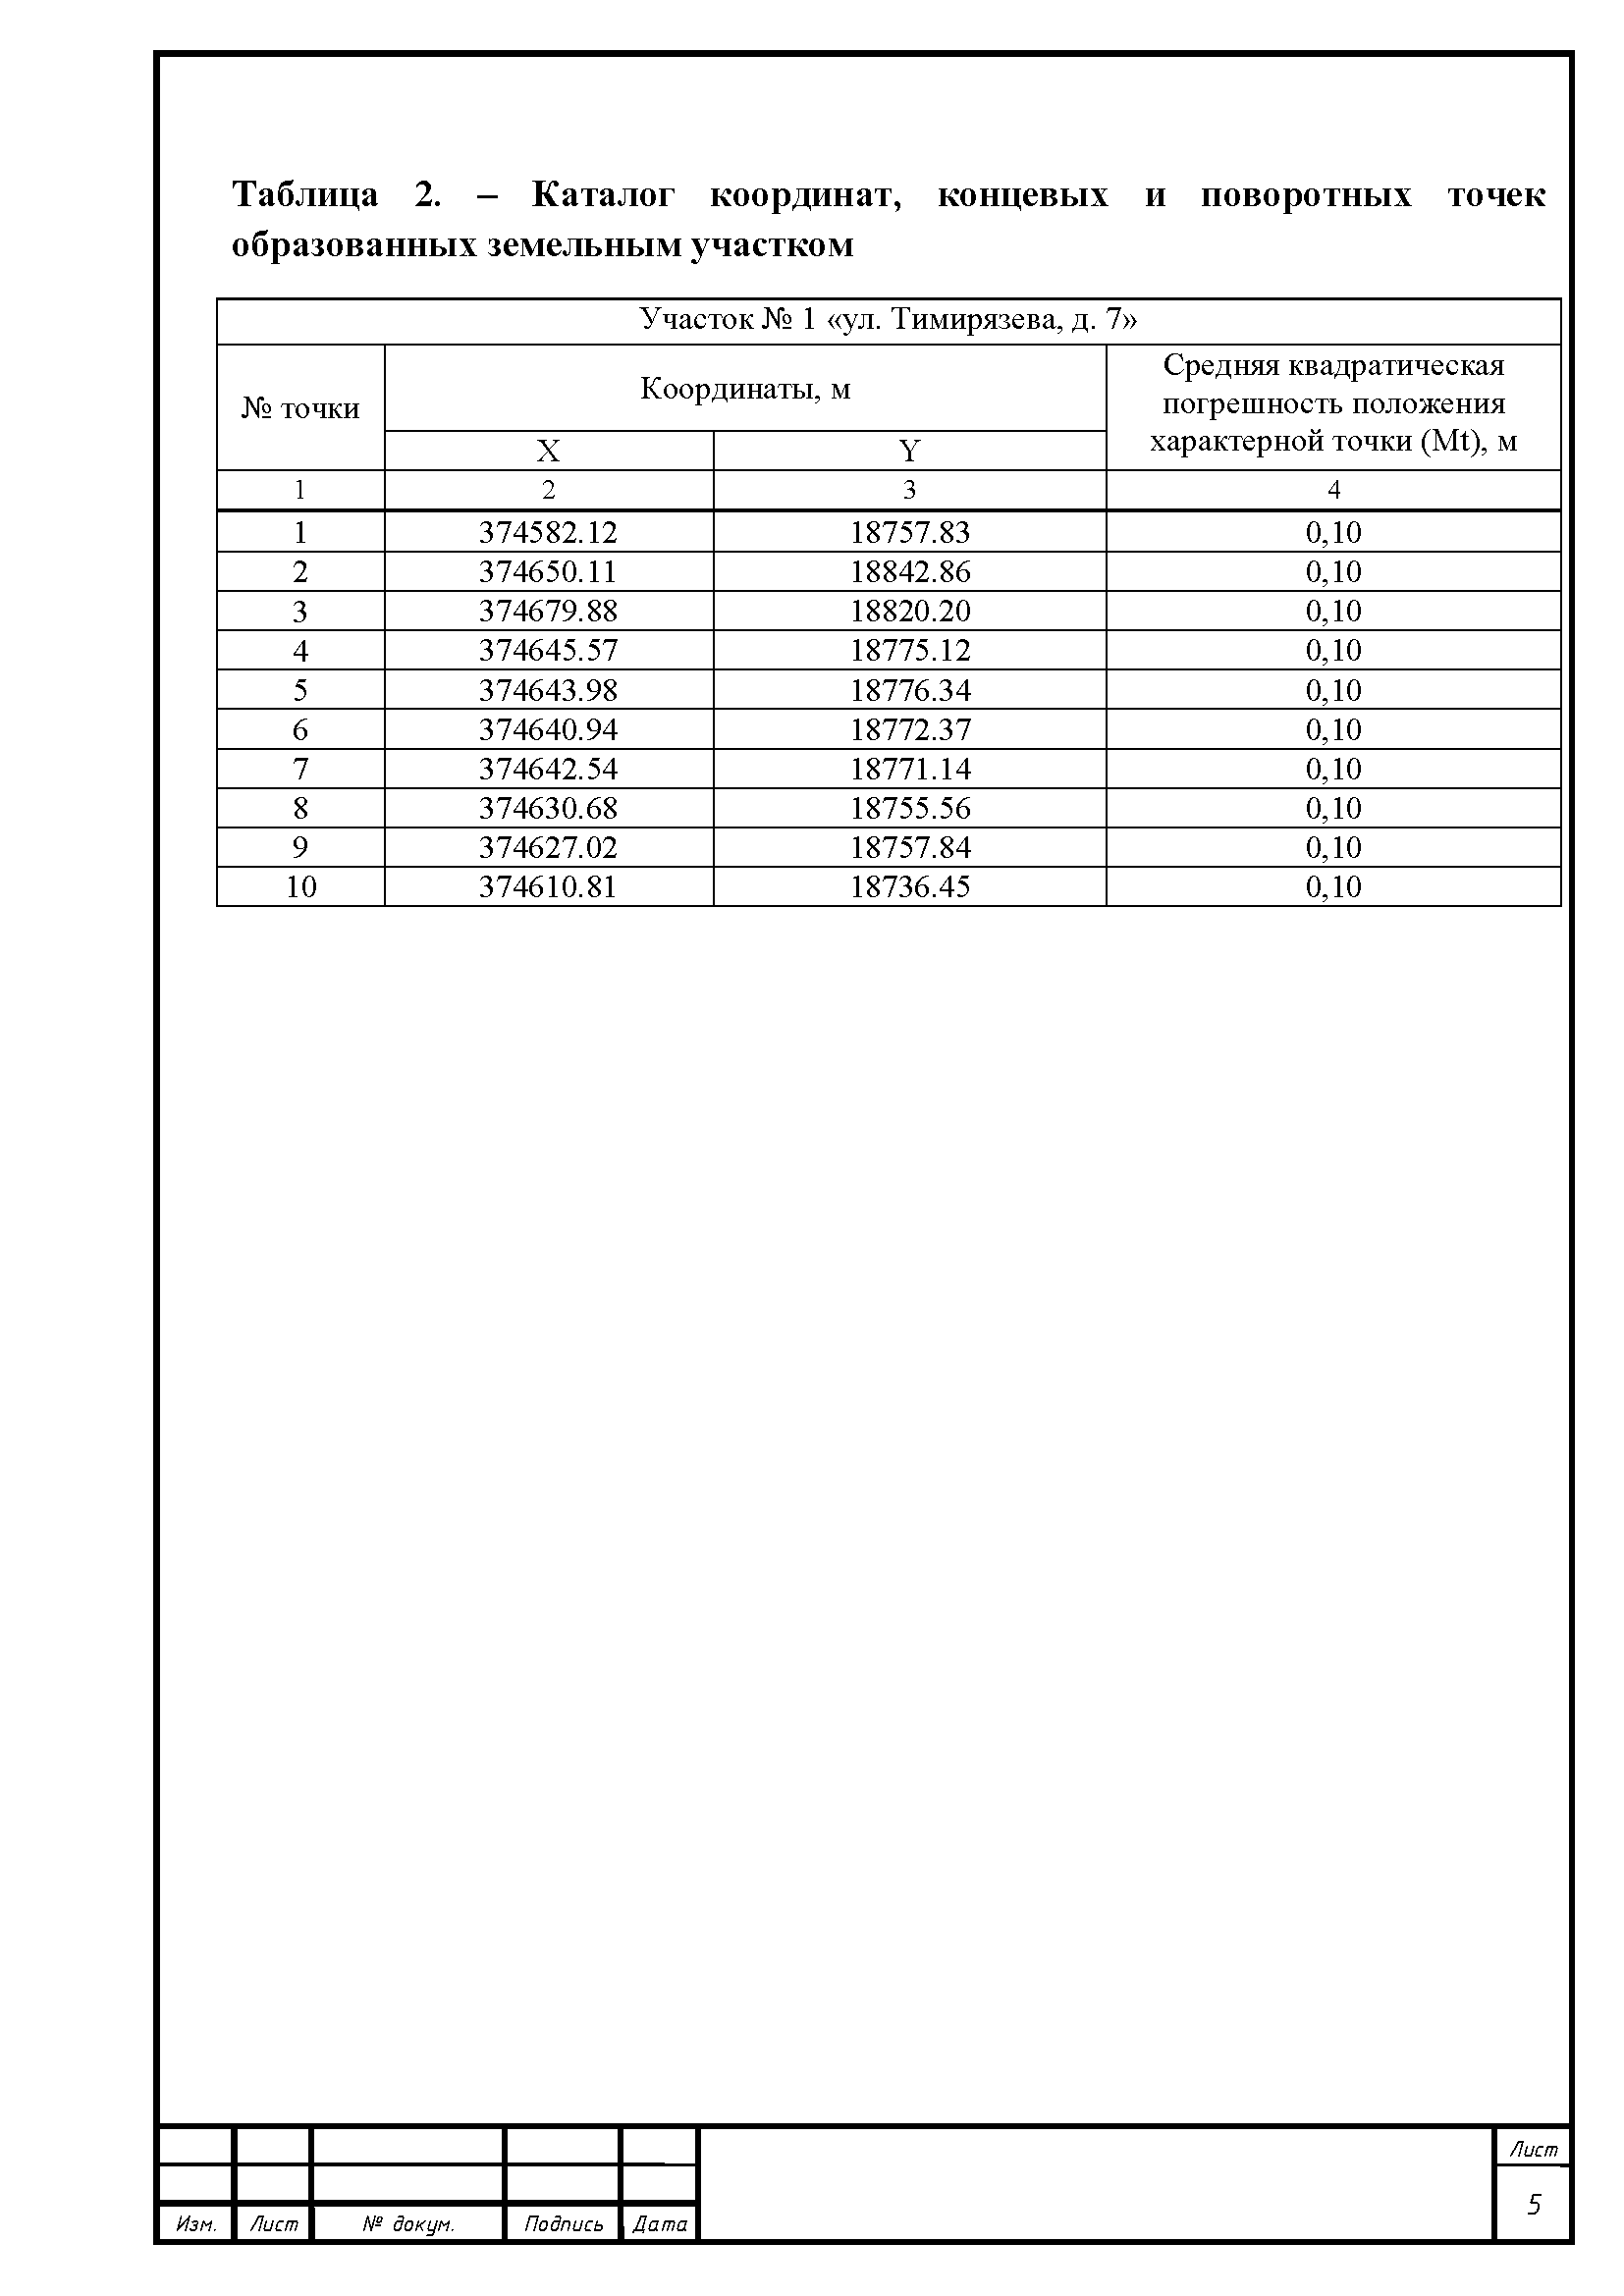 Таблица 2. – Каталог координат, концевых и поворотных точек
образованных земельным участком
Участок № 1 «ул. Тимирязева, д. 7»
№ точки
Координаты, м
Средняя квадратическая
погрешность положения
характерной точки (Mt), м
X Y
1 2 3 4
1 374582.12 18757.83 0,10
2 374650.11 18842.86 0,10
3 374679.88 18820.20 0,10
4 374645.57 18775.12 0,10
5 374643.98 18776.34 0,10
6 374640.94 18772.37 0,10
7 374642.54 18771.14 0,10
8 374630.68 18755.56 0,10
9 374627.02 18757.84 0,10
10 374610.81 18736.45 0,10
Лист
5
Изм. Лист № докум. Подпись Дата